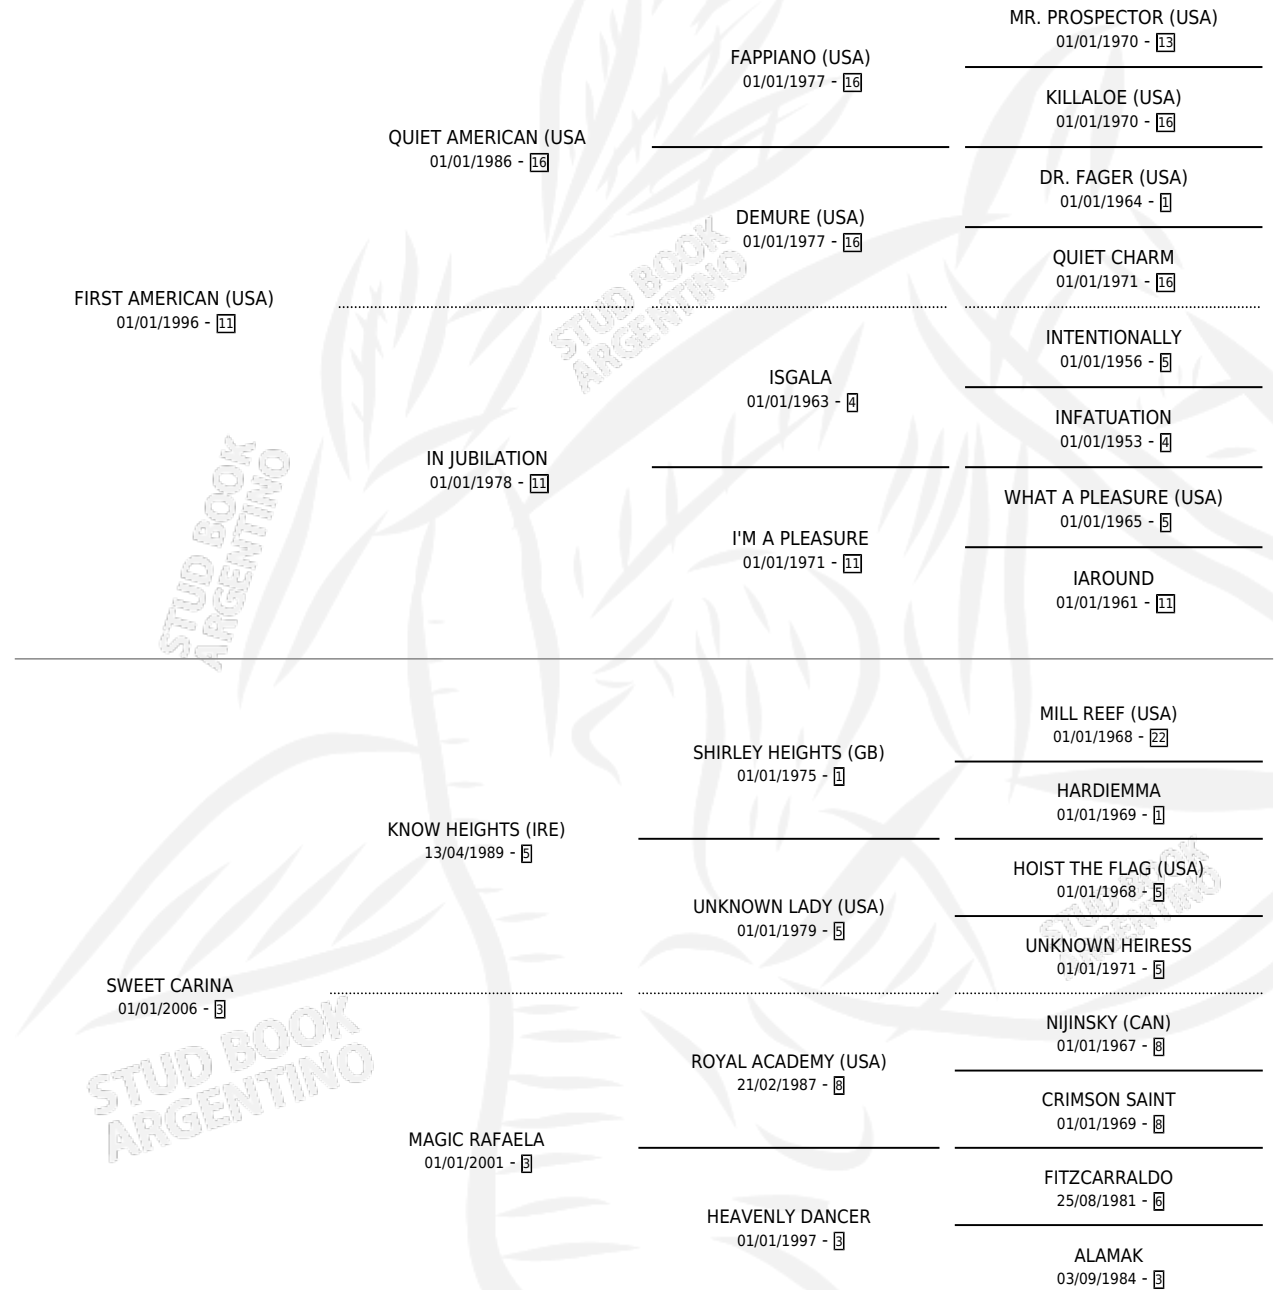 MR. PROSPECTOR (USA)
01/01/1970 - 13
FAPPIANO (USA)
01/01/1977 - 16
KILLALOE (USA)
01/01/1970 - 16
QUIET AMERICAN (USA
01/01/1986 - 16
DR. FAGER (USA)
01/01/1964 - 1
DEMURE (USA)
01/01/1977 - 16
QUIET CHARM
01/01/1971 - 16
FIRST AMERICAN (USA)
01/01/1996 - 11
INTENTIONALLY
01/01/1956 - 5
ISGALA
01/01/1963 - 4
INFATUATION
01/01/1953 - 4
IN JUBILATION
01/01/1978 - 11
WHAT A PLEASURE (USA)
01/01/1965 - 5
I'M A PLEASURE
01/01/1971 - 11
IAROUND
01/01/1961 - 11
MILL REEF (USA)
01/01/1968 - 22
SHIRLEY HEIGHTS (GB)
01/01/1975 - 1
HARDIEMMA
01/01/1969 - 1
KNOW HEIGHTS (IRE)
13/04/1989 - 5
HOIST THE FLAG (USA)
01/01/1968 - 5
UNKNOWN LADY (USA)
01/01/1979 - 5
UNKNOWN HEIRESS
01/01/1971 - 5
SWEET CARINA
01/01/2006 - 3
NIJINSKY (CAN)
01/01/1967 - 8
ROYAL ACADEMY (USA)
21/02/1987 - 8
CRIMSON SAINT
01/01/1969 - 8
MAGIC RAFAELA
01/01/2001 - 3
FITZCARRALDO
25/08/1981 - 6
HEAVENLY DANCER
01/01/1997 - 3
ALAMAK
03/09/1984 - 3
STUD BOOK
ARGENTINO
STUD BOOK
ARGENTINO
STUD BOOK
ARGENTINO
STUD BOOK
ARGENTINO